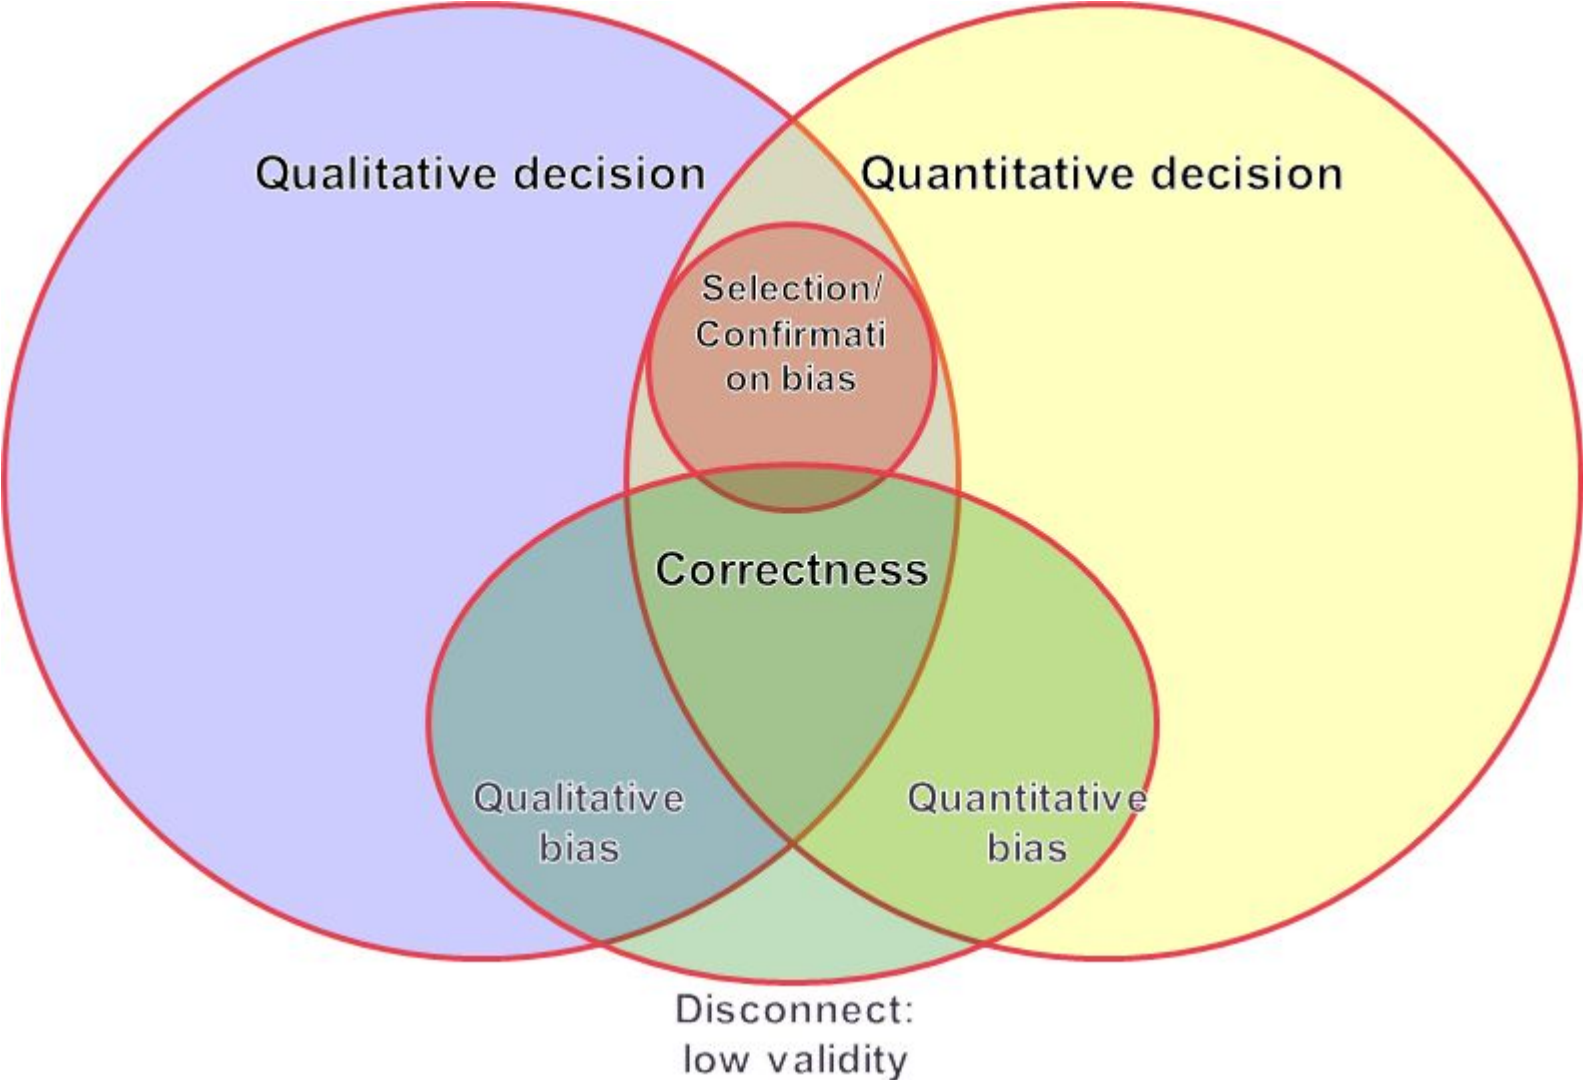 Qualitative decision
Quantitative decision
Selection/
Confirmati
on bias
Correctness
Qualitative
bias
Quantitative
bias
Disconnect:
low validity